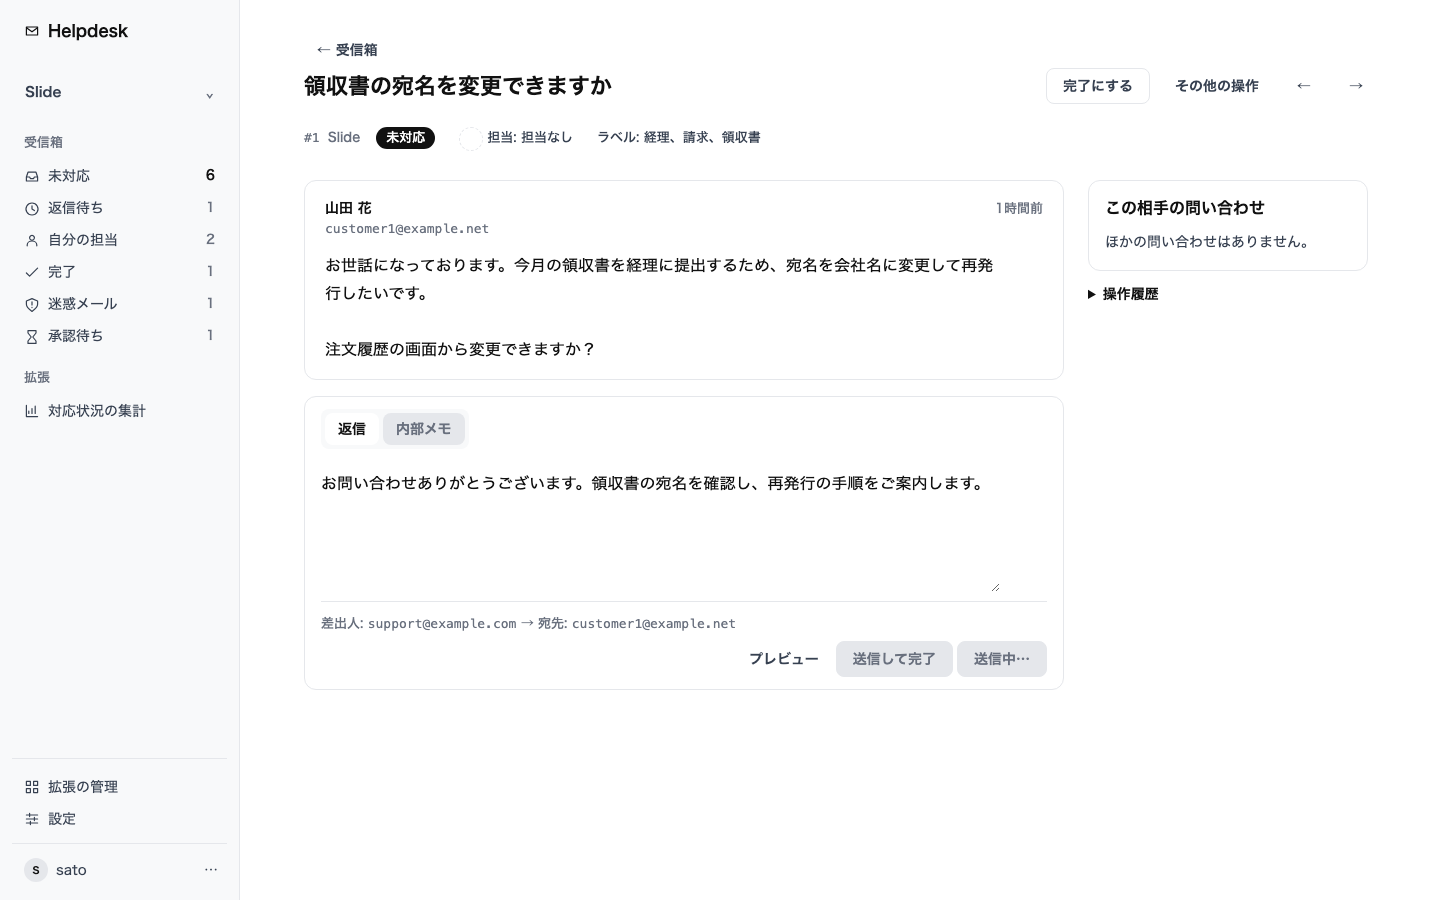 Helpdesk
Slide
受信箱
未対応 6
返信待ち 1
自分の担当 2
完了 1
迷惑メール 1
承認待ち 1
拡張
対応状況の集計
拡張の管理
設定
S sato …
← 受信箱
領収書の宛名を変更できますか
完了にする その他の操作 ← →
#1 Slide 未対応 担当: 担当なし ラベル: 経理、請求、領収書
山田 花 1時間前
customer1@example.net
お世話になっております。今月の領収書を経理に提出するため、宛名を会社名に変更して再発
行したいです。
注文履歴の画面から変更できますか？
返信 内部メモ
お問い合わせありがとうございます。領収書の宛名を確認し、再発行の手順をご案内します。
差出人: support@example.com → 宛先: customer1@example.net
プレビュー 送信して完了 送信中…
この相手の問い合わせ
ほかの問い合わせはありません。
▶ 操作履歴